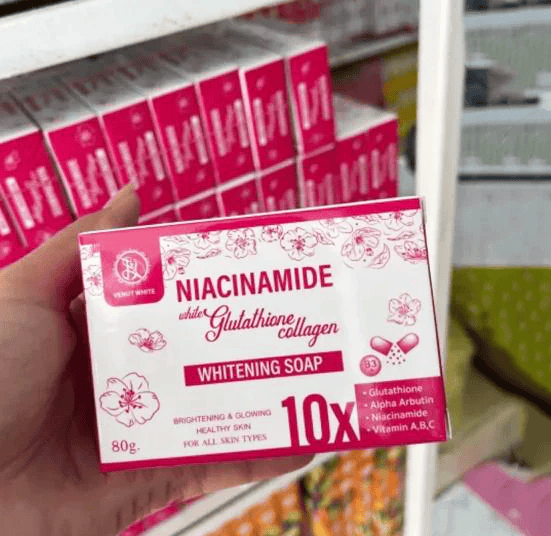 VENUT WHITE
NIACINAMIDE
white Glutathione
collagen
WHITENING SOAP
B3
10x
• Glutathione
• Alpha Arbutin
• Niacinamide
• Vitamin A,B,C
BRIGHTENING & GLOWING
HEALTHY SKIN
FOR ALL SKIN TYPES
80g.